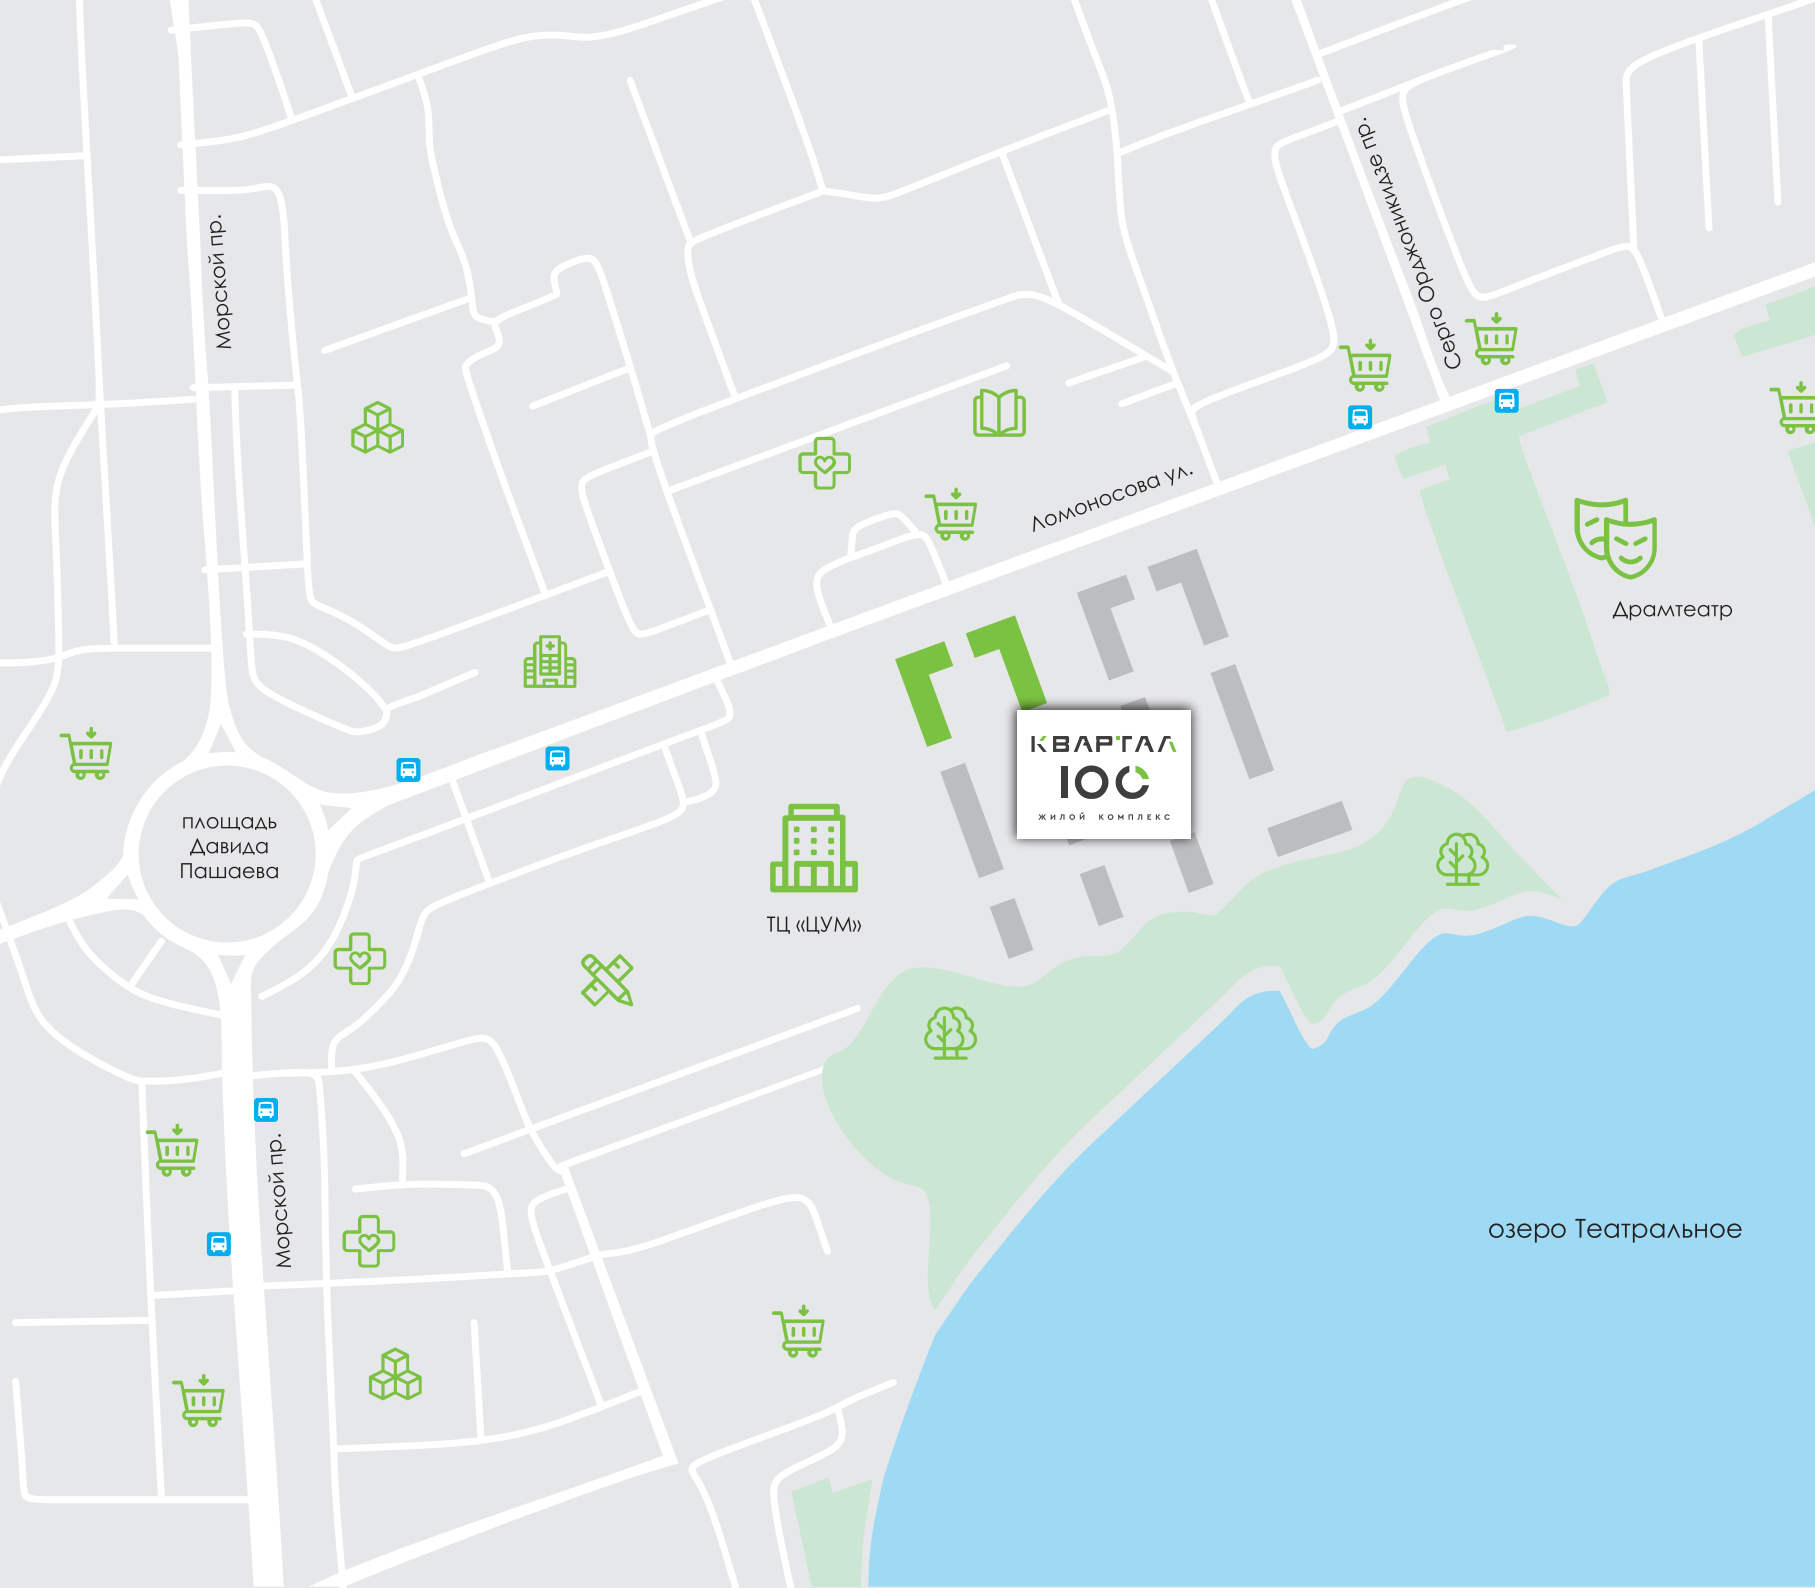 Серго Орджоникидзе пр.
Морской пр.
Ломоносова ул.
Драмтеатр
КВАРТАЛ
100
ЖИЛОЙ КОМПЛЕКС
площадь
Давида
Пашаева
ТЦ «ЦУМ»
Морской пр.
озеро Театральное